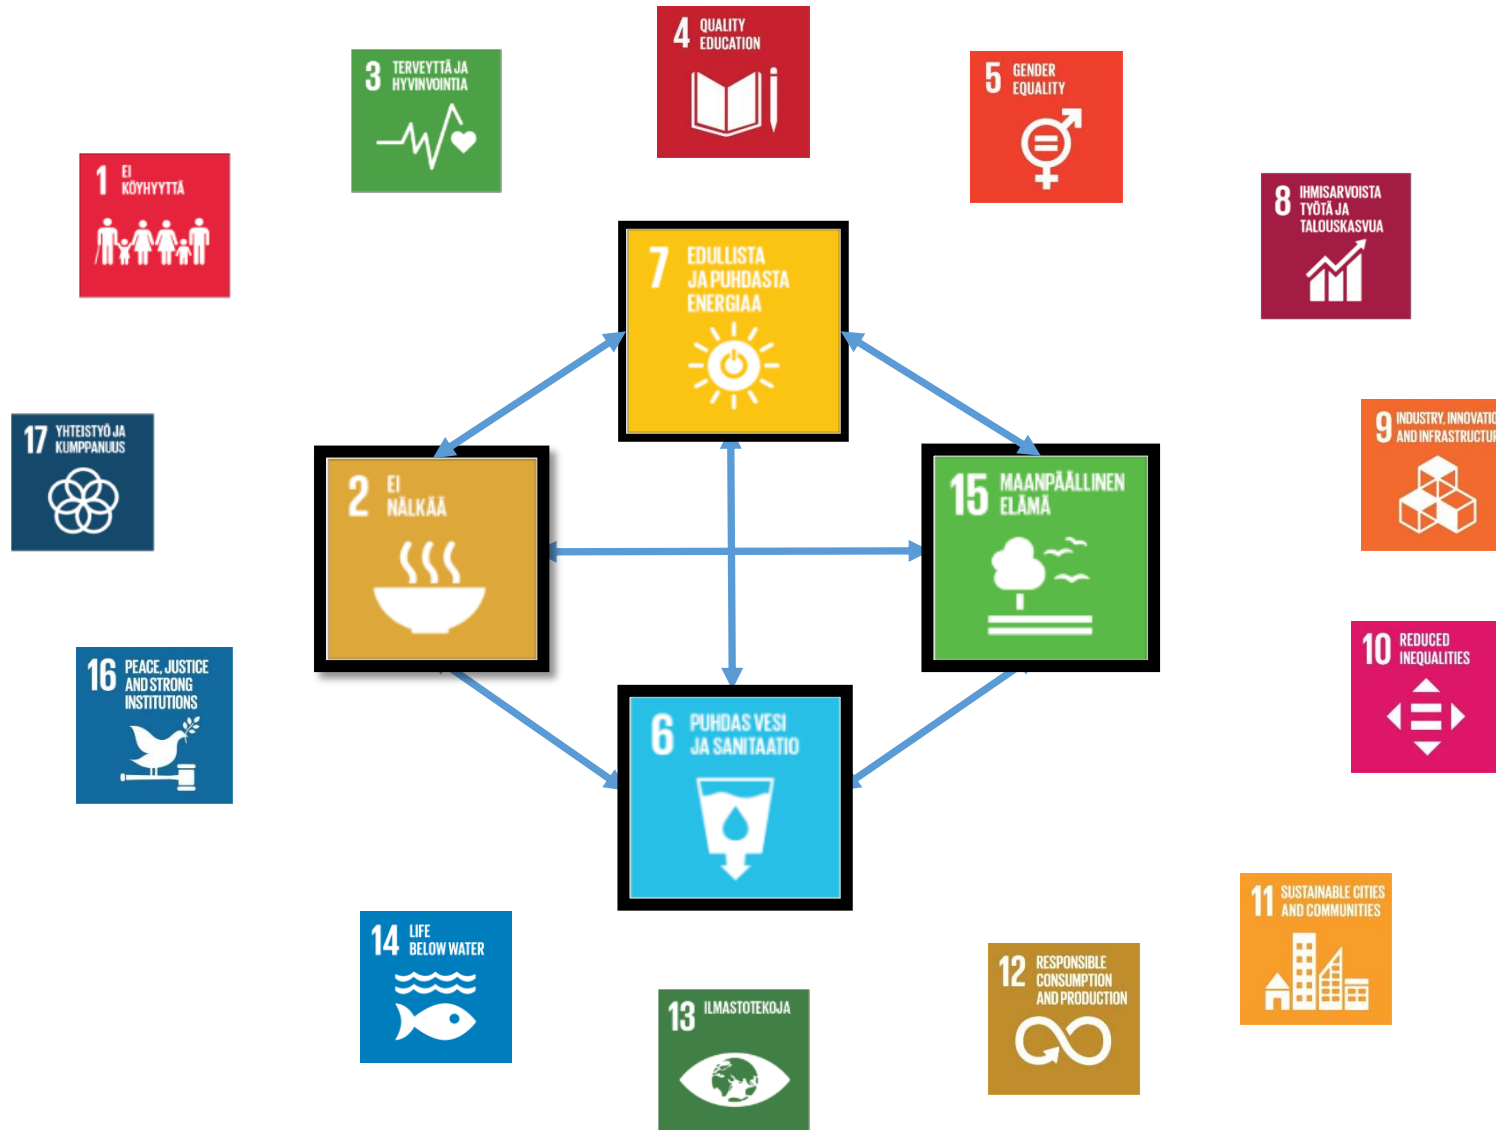 4 QUALITY
EDUCATION
3 TERVEYTTÄ JA
HYVINVOINTIA
5 GENDER
EQUALITY
1 EI
KÖYHYYTTÄ
8 IHMISARVOISTA
TYÖTÄ JA
TALOUSKASVUA
7 EDULLISTA
JA PUHDASTA
ENERGIAA
17 YHTEISTYÖ JA
KUMPPANUUS
9 INDUSTRY, INNOVATIO
AND INFRASTRUCTUR
2 EI
NÄLKÄÄ
15 MAANPÄÄLLINEN
ELÄMÄ
16 PEACE, JUSTICE
AND STRONG
INSTITUTIONS
10 REDUCED
INEQUALITIES
6 PUHDAS VESI
JA SANITAATIO
11 SUSTAINABLE CITIES
AND COMMUNITIES
14 LIFE
BELOW WATER
12 RESPONSIBLE
CONSUMPTION
AND PRODUCTION
13 ILMASTOTEKOJA